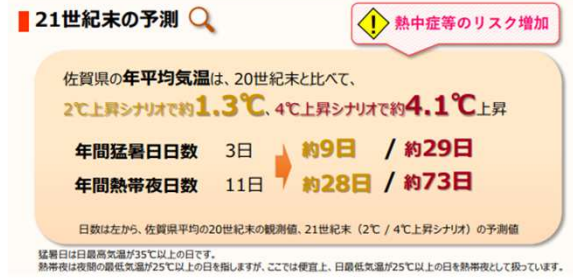 21世紀末の予測
熱中症等のリスク増加
佐賀県の年平均気温は、20世紀末と比べて、
2℃上昇シナリオで約1.3℃、4℃上昇シナリオで約4.1℃上昇
年間猛暑日日数 3日 約9日 / 約29日
年間熱帯夜日数 11日 約28日 / 約73日
日数は左から、佐賀県平均の20世紀末の観測値、21世紀末（2℃ / 4℃上昇シナリオ）の予測値
猛暑日は日最高気温が35℃以上の日です。
熱帯夜は夜間の最低気温が25℃以上の日を指しますが、ここでは便宜上、日最低気温が25℃以上の日を熱帯夜として扱っています。